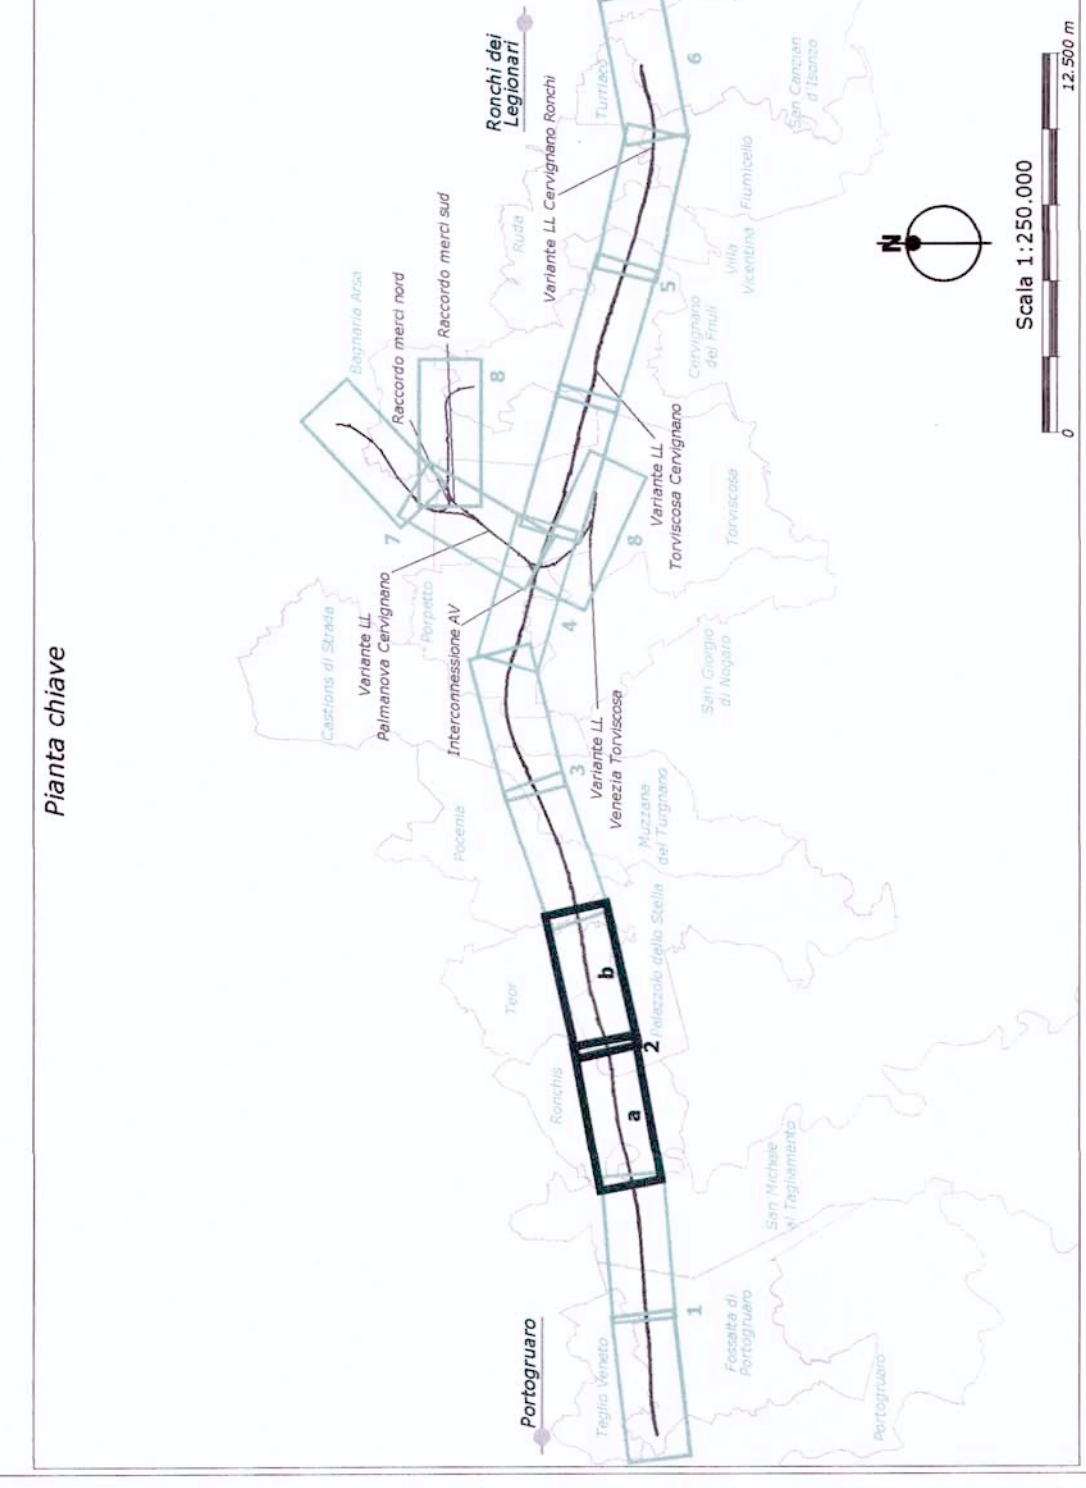 Pianta chiave
Portogruaro
Ronchi dei
Legionari
Castions di Strada
Bagnaria Arsa
Variante LL
Palmanova Cervignano
Raccordo merci nord
Raccordo merci sud
Porpetto
Interconnessione AV
Pocenia
Teor
Ronchis
Teglio Veneto
Ruda
Turriaco
Variante LL Cervignano Ronchi
7
8
8
4
3
5
6
a
b
2
1
Variante LL
Venezia Torviscosa
Variante LL
Torviscosa Cervignano
Muzzana
del Turgnano
Palazzolo dello Stella
San Giorgio
di Nogaro
Torviscosa
Cervignano
del Friuli
Villa
Vicentina
Fiumicello
San Canzian
d'Isonzo
Fossalta di
Portogruaro
San Michele
al Tagliamento
Portogruaro
N
Scala 1:250.000
0
12.500 m